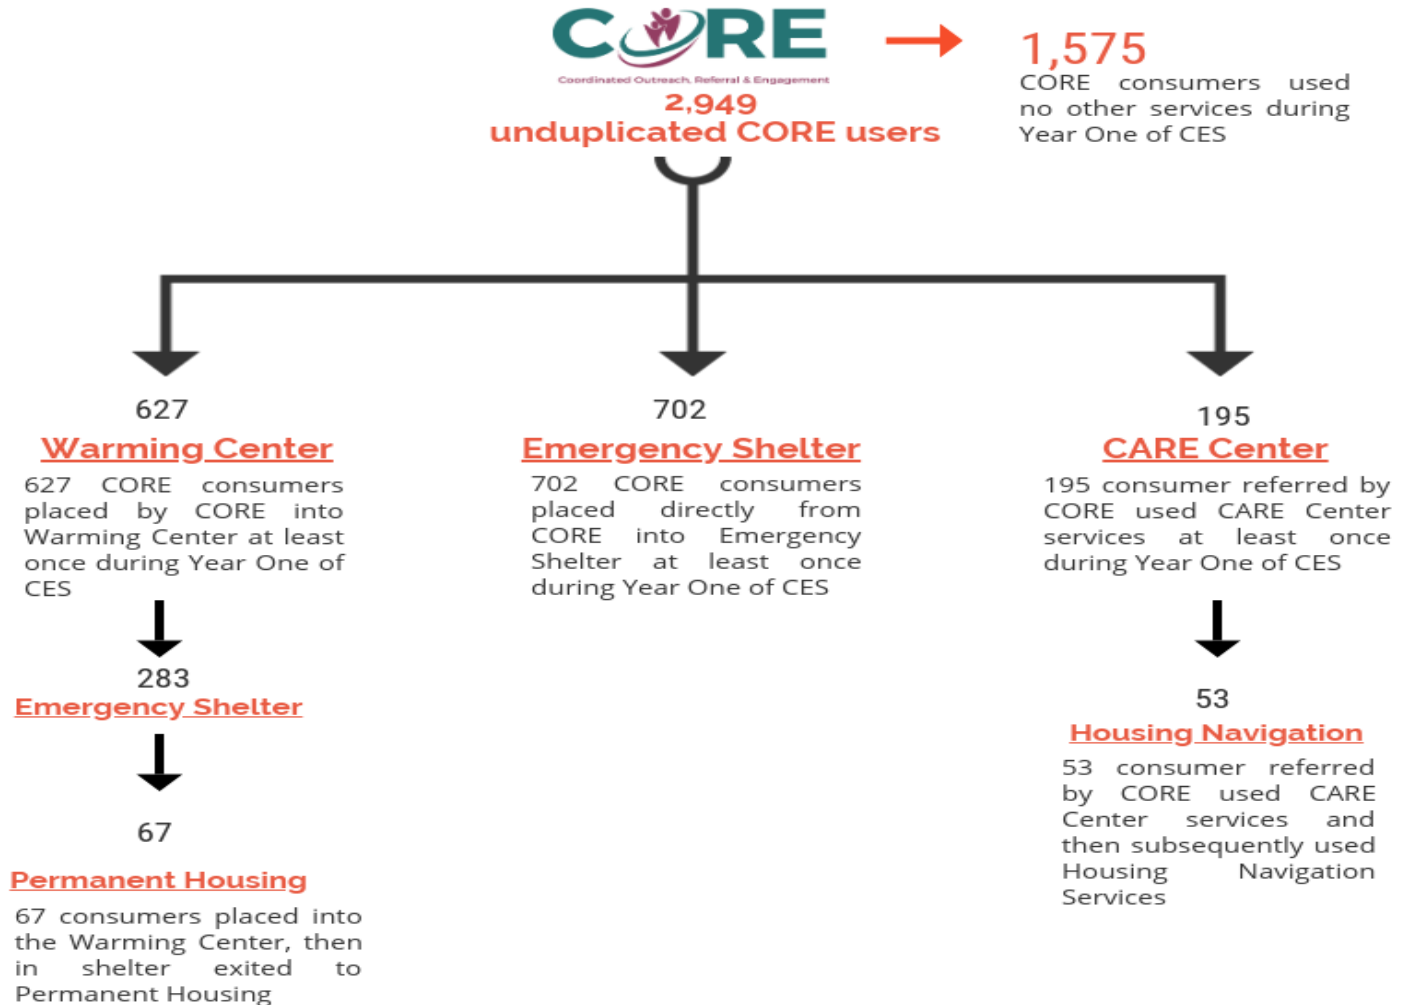 CORE
Coordinated Outreach, Referral & Engagement
2,949
unduplicated CORE users
1,575
CORE consumers used
no other services during
Year One of CES
627
Warming Center
627 CORE consumers
placed by CORE into
Warming Center at least
once during Year One of
CES
283
Emergency Shelter
67
Permanent Housing
67 consumers placed into
the Warming Center, then
in shelter exited to
Permanent Housing
702
Emergency Shelter
702 CORE consumers
placed directly from
CORE into Emergency
Shelter at least once
during Year One of CES
195
CARE Center
195 consumer referred by
CORE used CARE Center
services at least once
during Year One of CES
53
Housing Navigation
53 consumer referred
by CORE used CARE
Center services and
then subsequently used
Housing Navigation
Services